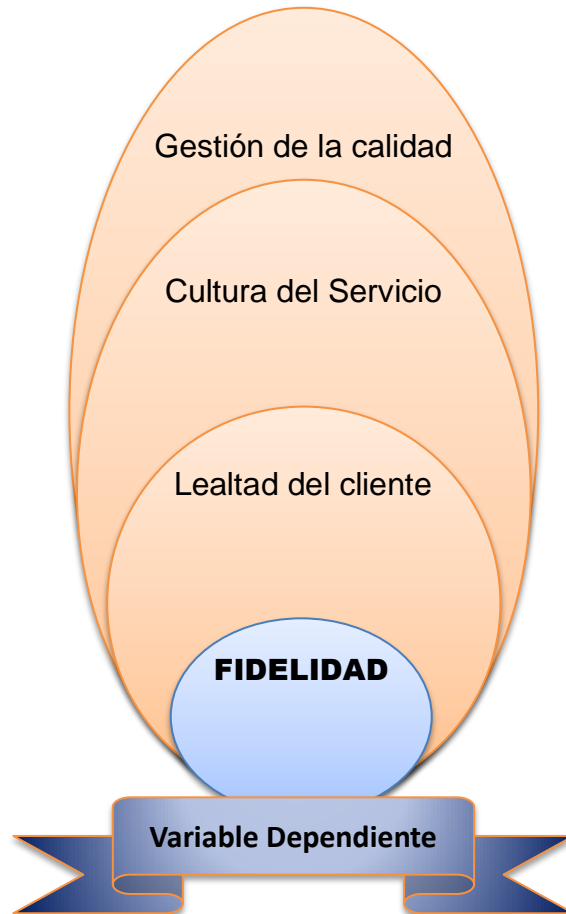 Gestión de la calidad
Cultura del Servicio
Lealtad del cliente
FIDELIDAD
Variable Dependiente